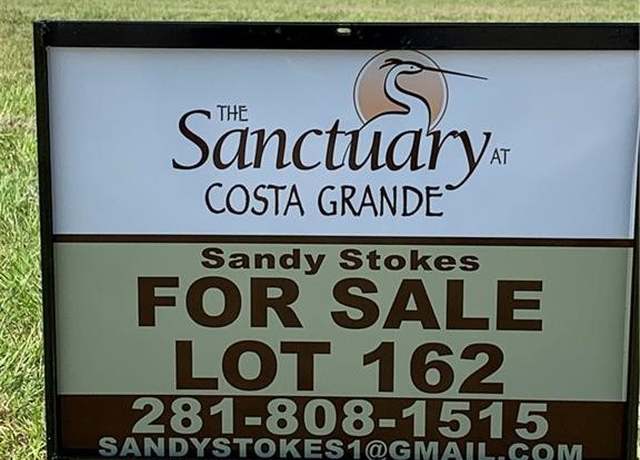 THE
Sanctuary AT
COSTA GRANDE
Sandy Stokes
FOR SALE
LOT 162
281-808-1515
SANDYSTOKES1@GMAIL.COM